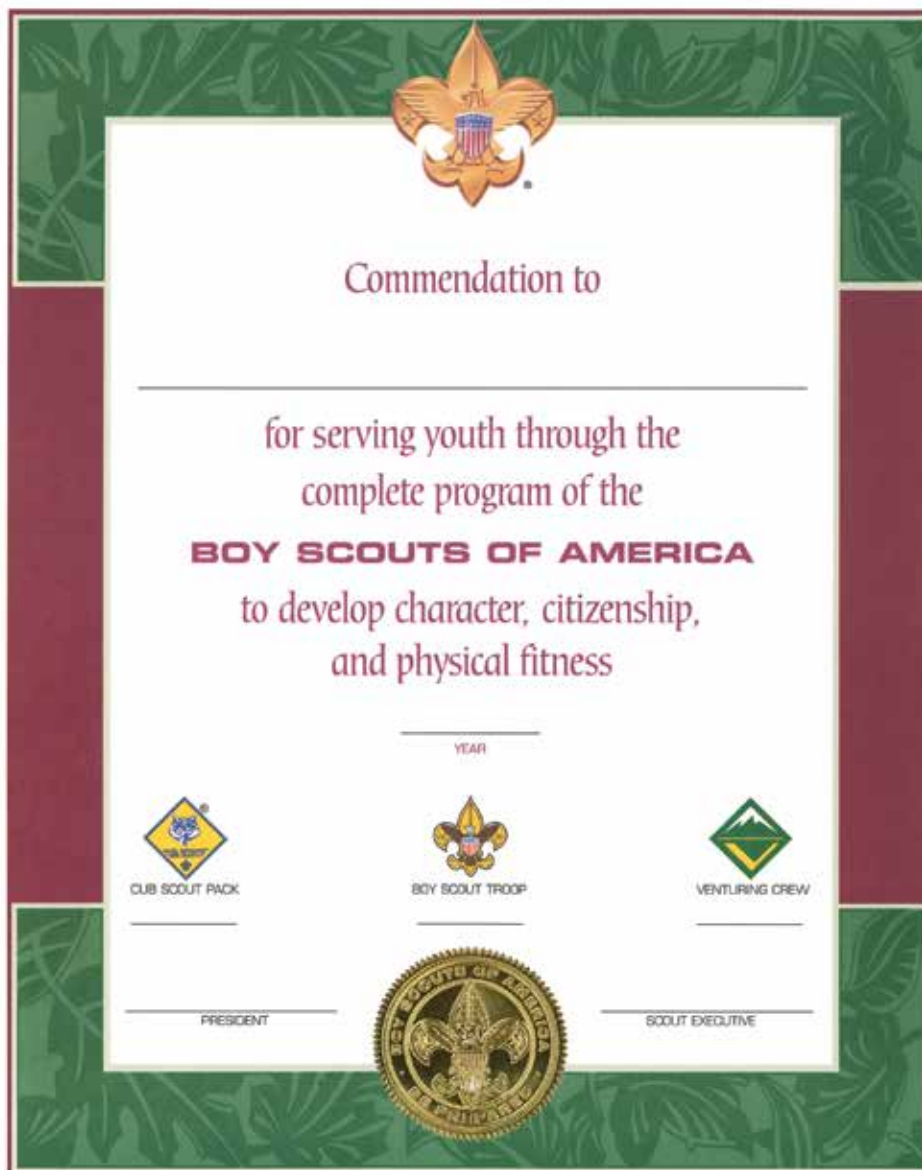 ®
Commendation to
for serving youth through the
complete program of the
BOY SCOUTS OF AMERICA
to develop character, citizenship,
and physical fitness
YEAR
®
CUB SCOUT PACK
BOY SCOUT TROOP
VENTURING CREW
PRESIDENT
SCOUT EXECUTIVE
BOY SCOUTS OF AMERICA
BE PREPARED